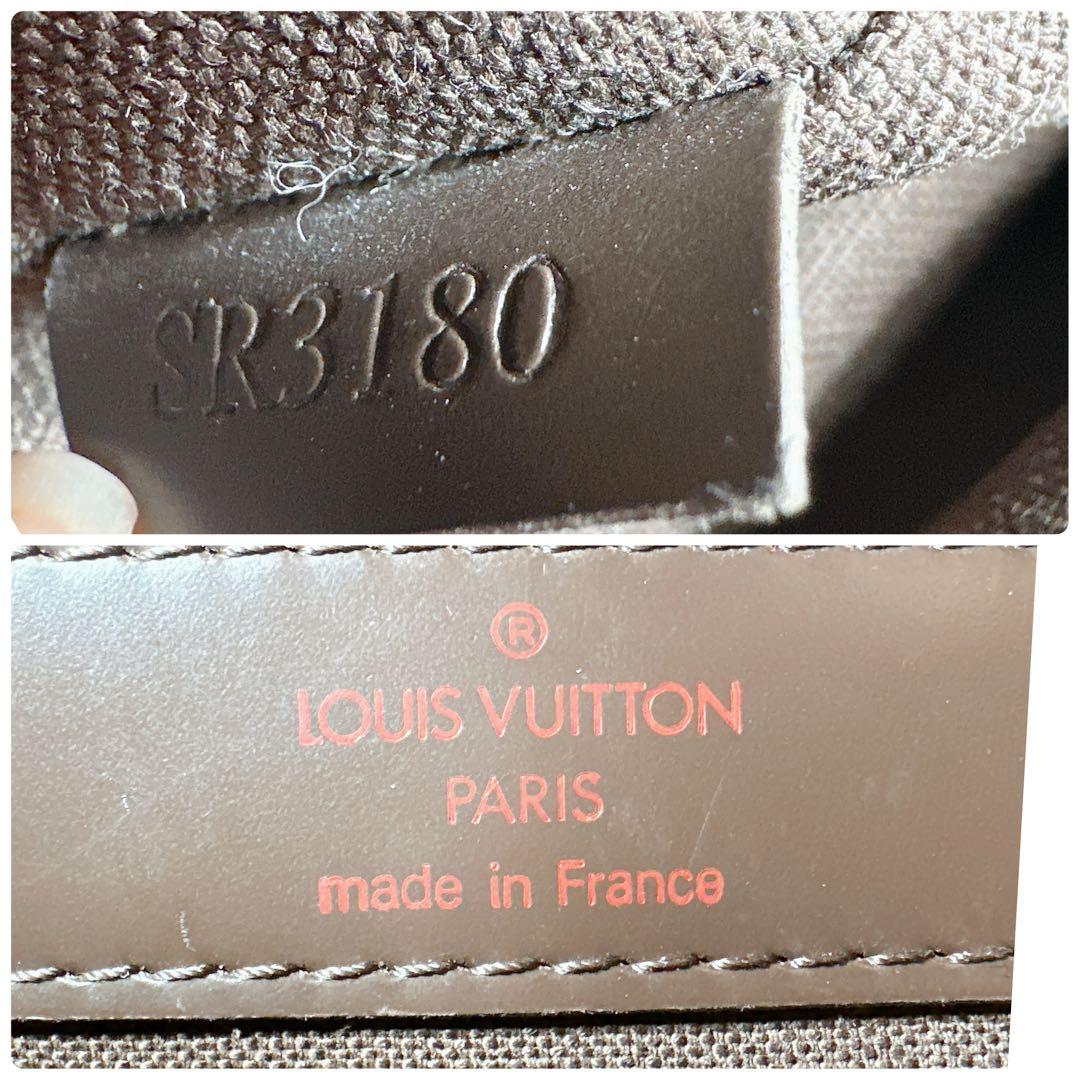 SR3180
®
LOUIS VUITTON
PARIS
made in France